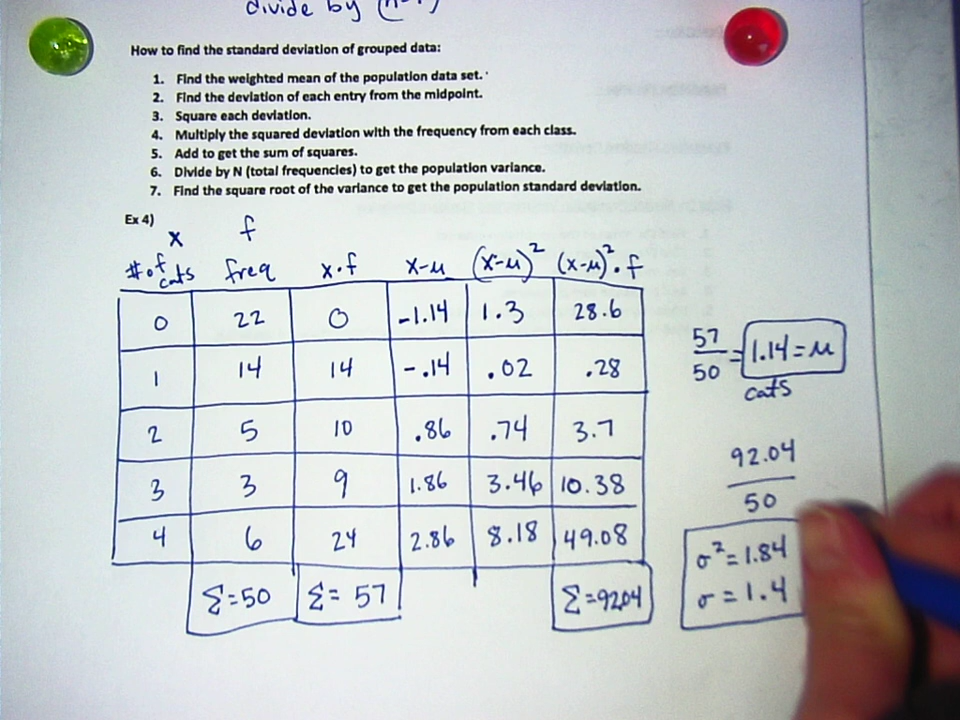 divide by
How to find the standard deviation of grouped data:
1. Find the weighted mean of the population data set.
2. Find the deviation of each entry from the midpoint.
3. Square each deviation.
4. Multiply the squared deviation with the frequency from each class.
5. Add to get the sum of squares.
6. Divide by N (total frequencies) to get the population variance.
7. Find the square root of the variance to get the population standard deviation.
Ex 4)
x f
# of cats freq x·f x-μ (x-μ)² (x-μ)²·f
0 22 0 -1.14 1.3 28.6
1 14 14 -.14 .02 .28
2 5 10 .86 .74 3.7
3 3 9 1.86 3.46 10.38
4 6 24 2.86 8.18 49.08
Σ=50 Σ= 57 Σ=9204
57/50 = 1.14=μ
cats
92.04
50
σ²=1.84
σ=1.4